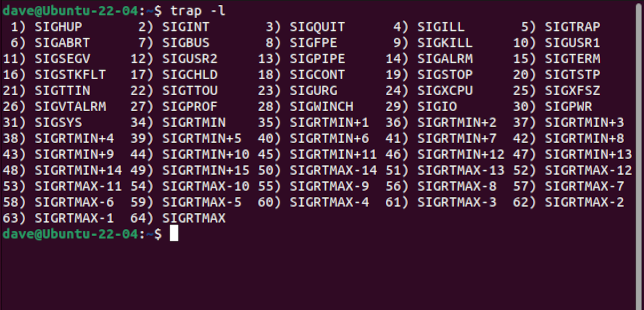 dave@Ubuntu-22-04:~$ trap -l
 1) SIGHUP	 2) SIGINT	 3) SIGQUIT	 4) SIGILL	 5) SIGTRAP
 6) SIGABRT	 7) SIGBUS	 8) SIGFPE	 9) SIGKILL	10) SIGUSR1
11) SIGSEGV	12) SIGUSR2	13) SIGPIPE	14) SIGALRM	15) SIGTERM
16) SIGSTKFLT	17) SIGCHLD	18) SIGCONT	19) SIGSTOP	20) SIGTSTP
21) SIGTTIN	22) SIGTTOU	23) SIGURG	24) SIGXCPU	25) SIGXFSZ
26) SIGVTALRM	27) SIGPROF	28) SIGWINCH	29) SIGIO	30) SIGPWR
31) SIGSYS	34) SIGRTMIN	35) SIGRTMIN+1	36) SIGRTMIN+2	37) SIGRTMIN+3
38) SIGRTMIN+4	39) SIGRTMIN+5	40) SIGRTMIN+6	41) SIGRTMIN+7	42) SIGRTMIN+8
43) SIGRTMIN+9	44) SIGRTMIN+10	45) SIGRTMIN+11	46) SIGRTMIN+12	47) SIGRTMIN+13
48) SIGRTMIN+14	49) SIGRTMIN+15	50) SIGRTMAX-14	51) SIGRTMAX-13	52) SIGRTMAX-12
53) SIGRTMAX-11	54) SIGRTMAX-10	55) SIGRTMAX-9	56) SIGRTMAX-8	57) SIGRTMAX-7
58) SIGRTMAX-6	59) SIGRTMAX-5	60) SIGRTMAX-4	61) SIGRTMAX-3	62) SIGRTMAX-2
63) SIGRTMAX-1	64) SIGRTMAX
dave@Ubuntu-22-04:~$